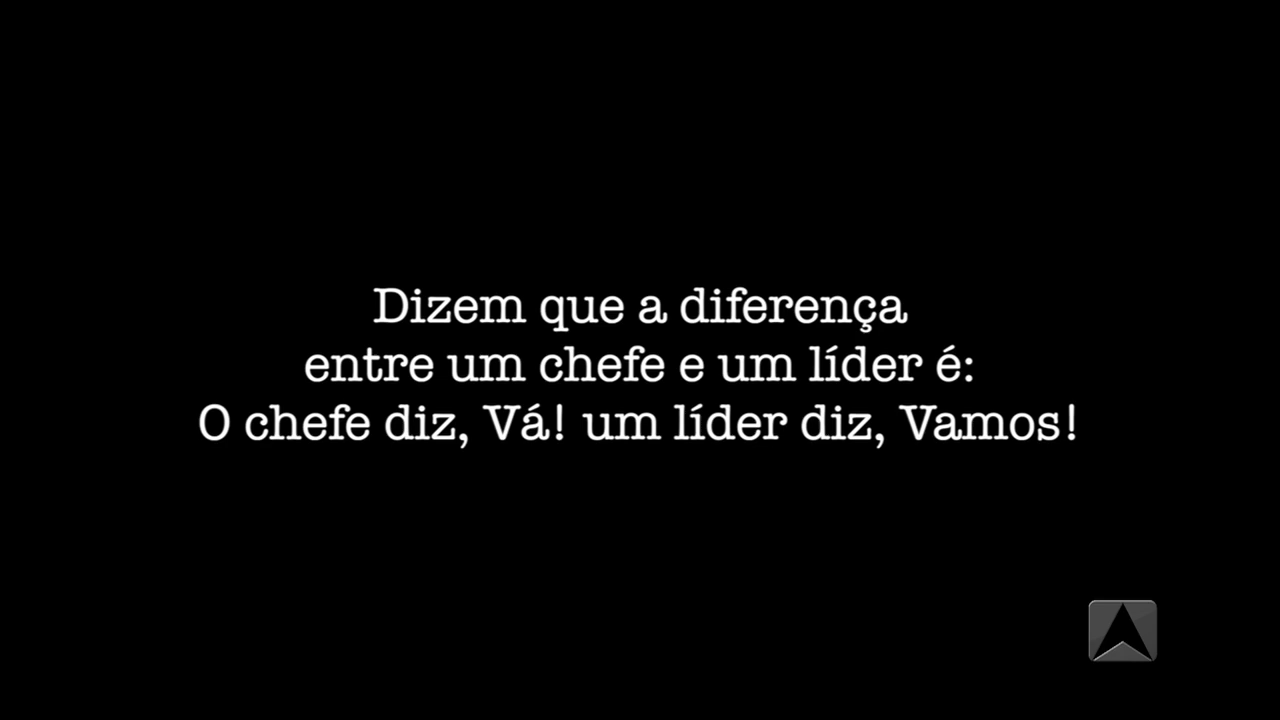 Dizem que a diferença
entre um chefe e um líder é:
O chefe diz, Vá! um líder diz, Vamos!